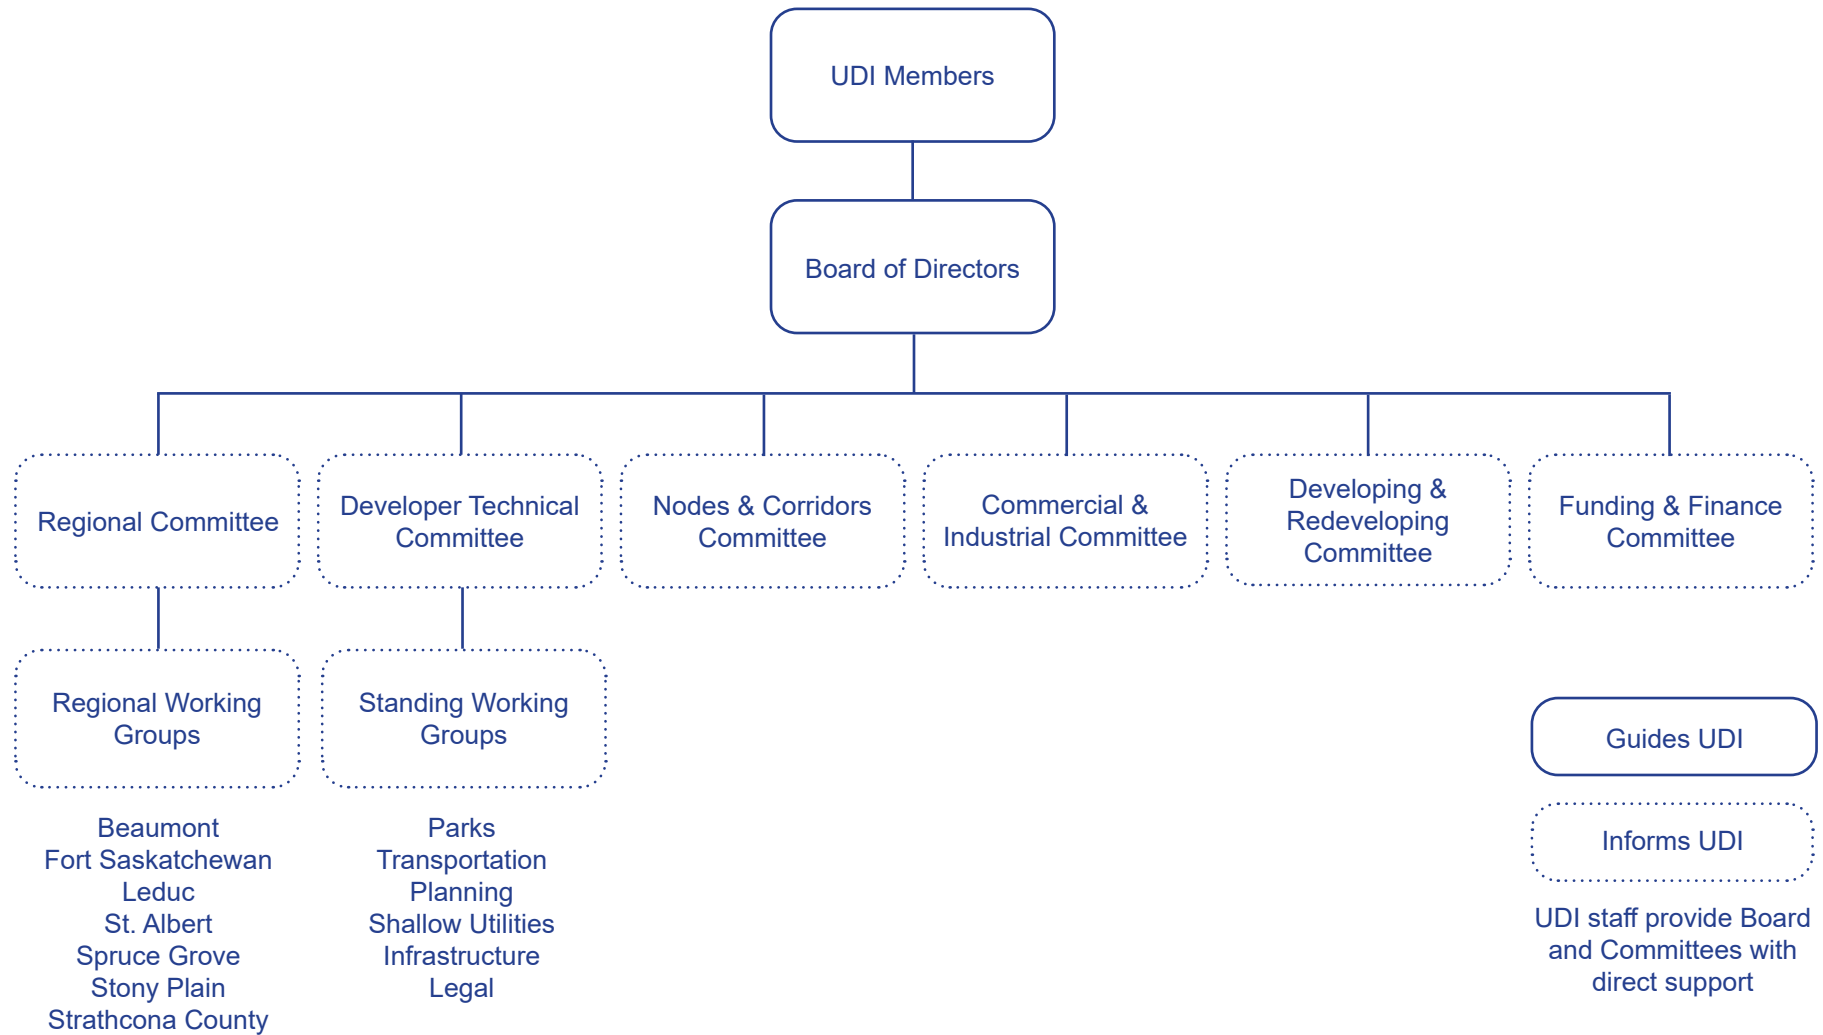 UDI Members
Board of Directors
Regional Committee
Developer Technical
Committee
Nodes & Corridors
Committee
Commercial &
Industrial Committee
Developing &
Redeveloping
Committee
Funding & Finance
Committee
Regional Working
Groups
Standing Working
Groups
Beaumont
Fort Saskatchewan
Leduc
St. Albert
Spruce Grove
Stony Plain
Strathcona County
Parks
Transportation
Planning
Shallow Utilities
Infrastructure
Legal
Guides UDI
Informs UDI
UDI staff provide Board
and Committees with
direct support